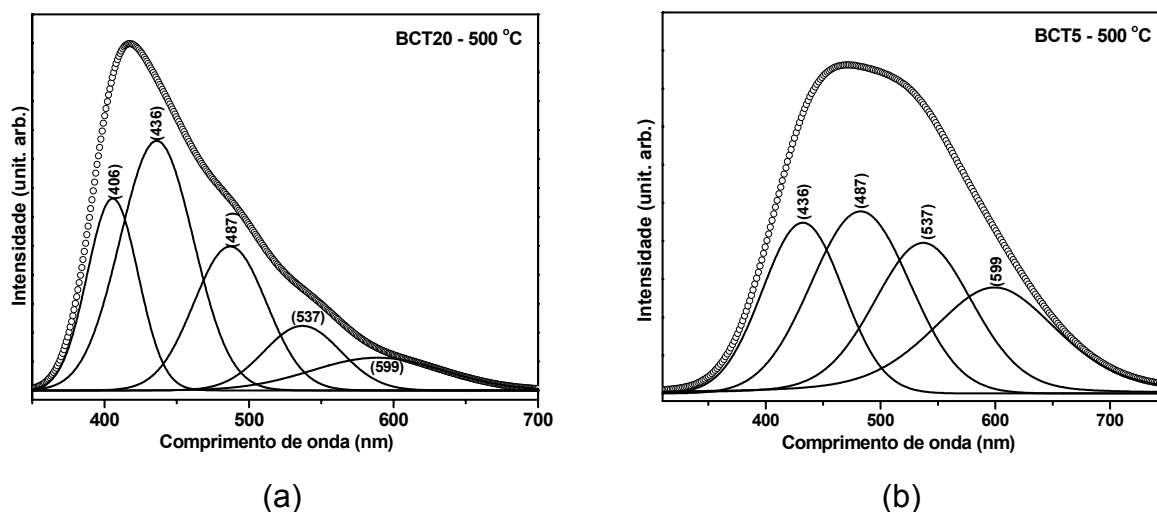 BCT20 - 500 °C
Intensidade (unit. arb.)
(406)
(436)
(487)
(537)
(599)
400
500
600
700
Comprimento de onda (nm)
(a)
BCT5 - 500 °C
Intensidade (unit. arb.)
(436)
(487)
(537)
(599
400
500
600
700
Comprimento de onda (nm)
(b)